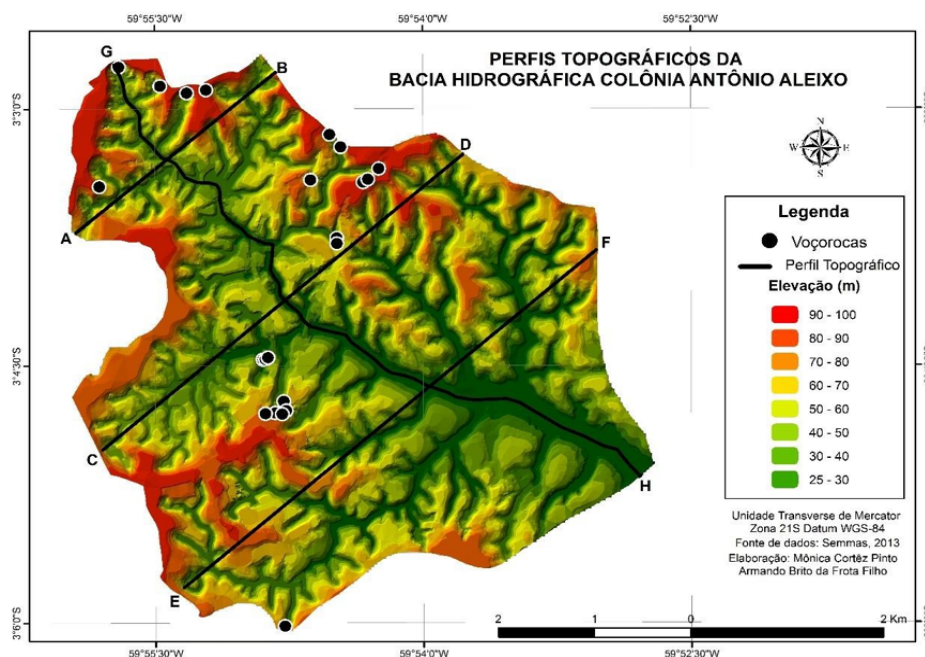 59°55'30"W
59°54'0"W
59°52'30"W
PERFIS TOPOGRÁFICOS DA
BACIA HIDROGRÁFICA COLÔNIA ANTÔNIO ALEIXO
G
B
D
3°3'0"S
N
W
E
S
A
F
Legenda
Voçorocas
Perfil Topográfico
Elevação (m)
90 - 100
80 - 90
70 - 80
60 - 70
50 - 60
40 - 50
30 - 40
25 - 30
3°4'30"S
C
H
E
Unidade Transverse de Mercator
Zona 21S Datum WGS-84
Fonte de dados: Semmas, 2013
Elaboração: Mônica Cortêz Pinto
Armando Brito da Frota Filho
3°6'0"S
2
1
0
2 Km
59°55'30"W
59°54'0"W
59°52'30"W